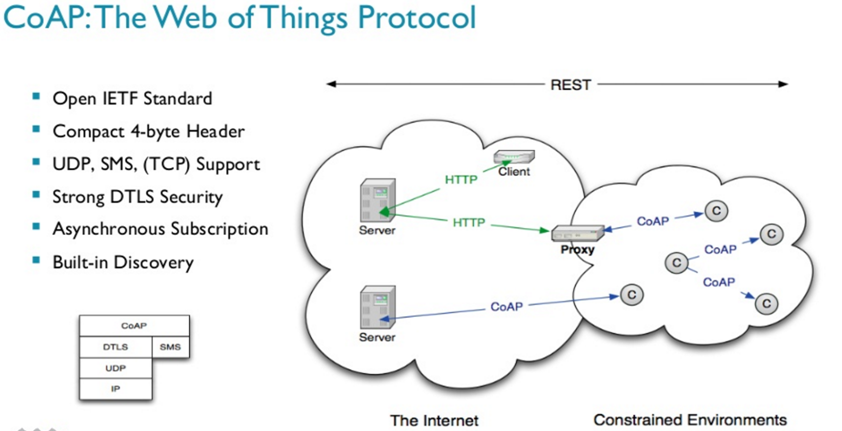 CoAP: The Web of Things Protocol
Open IETF Standard
Compact 4-byte Header
UDP, SMS, (TCP) Support
Strong DTLS Security
Asynchronous Subscription
Built-in Discovery
CoAP
DTLS SMS
UDP
IP
REST
Client
HTTP
Server
HTTP
Proxy
CoAP
C
C
CoAP
C
CoAP
C
C
CoAP
Server
The Internet
Constrained Environments